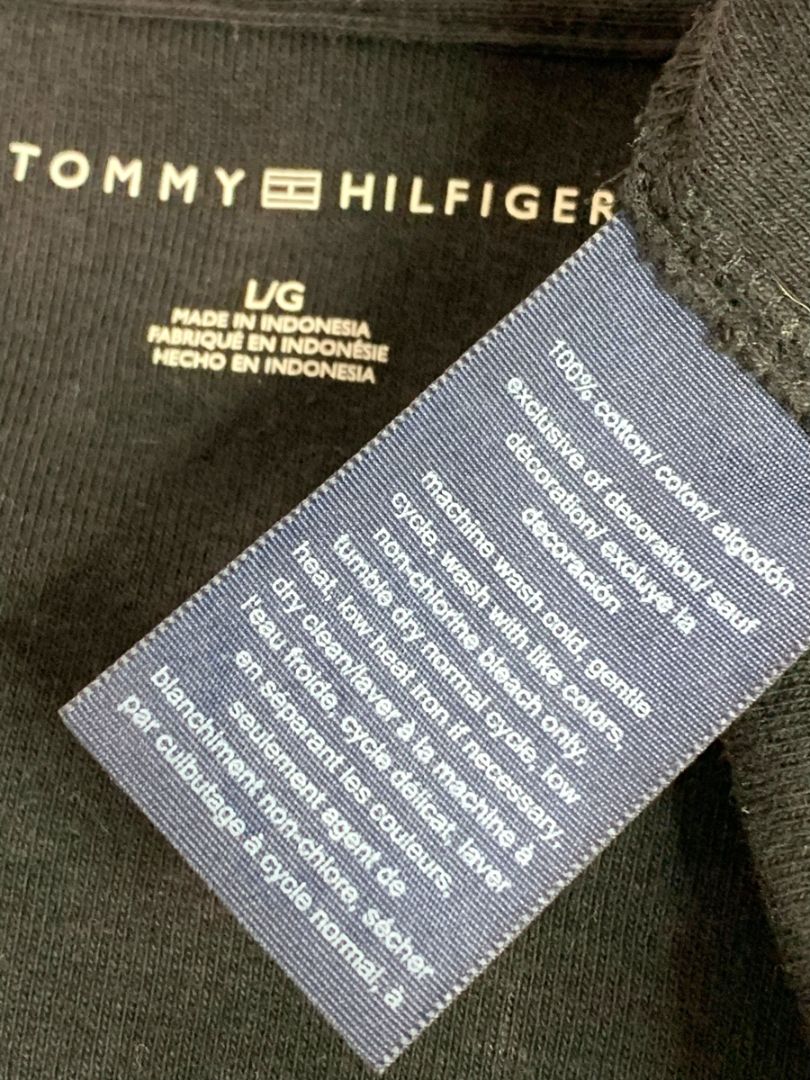 TOMMY HILFIGER
L/G
MADE IN INDONESIA
FABRIQUÉ EN INDONÉSIE
HECHO EN INDONESIA
100% cotton/ coton/ algodón
exclusive of decoration/ sauf
décoration/ excluye la
decoración
machine wash cold, gentle
cycle, wash with like colors,
non-chlorine bleach only,
tumble dry normal cycle, low
heat, low heat iron if necessary,
dry clean/laver à la machine à
l'eau froide, cycle délicat, laver
en séparant les couleurs,
seulement agent de
blanchiment non-chlore, sécher
par culbutage à cycle normal, à